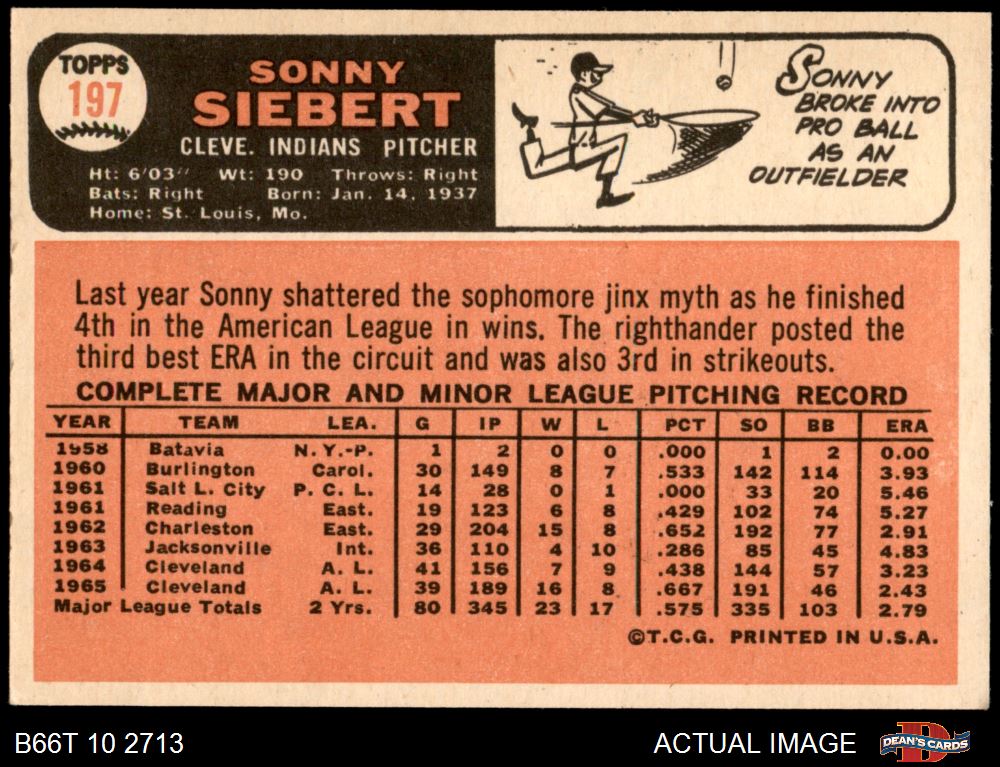 TOPPS
197
SONNY
SIEBERT
CLEVE. INDIANS PITCHER
Ht: 6'03" Wt: 190 Throws: Right
Bats: Right Born: Jan. 14, 1937
Home: St. Louis, Mo.
SONNY
BROKE INTO
PRO BALL
AS AN
OUTFIELDER
Last year Sonny shattered the sophomore jinx myth as he finished
4th in the American League in wins. The righthander posted the
third best ERA in the circuit and was also 3rd in strikeouts.
COMPLETE MAJOR AND MINOR LEAGUE PITCHING RECORD
YEAR TEAM LEA. G IP W L PCT SO BB ERA
1958 Batavia N.Y.-P. 1 2 0 0 .000 1 2 0.00
1960 Burlington Carol. 30 149 8 7 .533 142 114 3.93
1961 Salt L. City P. C. L. 14 28 0 1 .000 33 20 5.46
1961 Reading East. 19 123 6 8 .429 102 74 5.27
1962 Charleston East. 29 204 15 8 .652 192 77 2.91
1963 Jacksonville Int. 36 110 4 10 .286 85 45 4.83
1964 Cleveland A. L. 41 156 7 9 .438 144 57 3.23
1965 Cleveland A. L. 39 189 16 8 .667 191 46 2.43
Major League Totals 2 Yrs. 80 345 23 17 .575 335 103 2.79
©T.C.G. PRINTED IN U.S.A.
B66T 10 2713 ACTUAL IMAGE DEAN'S CARDS